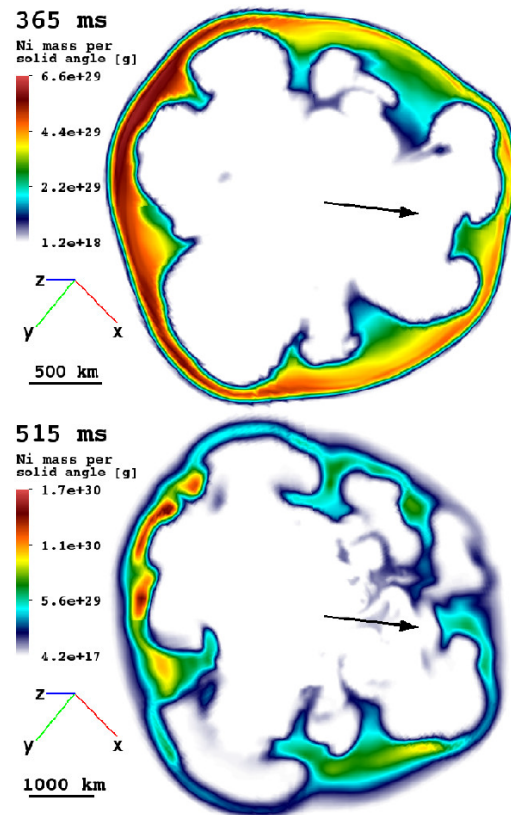 365 ms
Ni mass per
solid angle [g]
6.6e+29
4.4e+29
2.2e+29
1.2e+18
z
y
x
500 km
515 ms
Ni mass per
solid angle [g]
1.7e+30
1.1e+30
5.6e+29
4.2e+17
z
y
x
1000 km